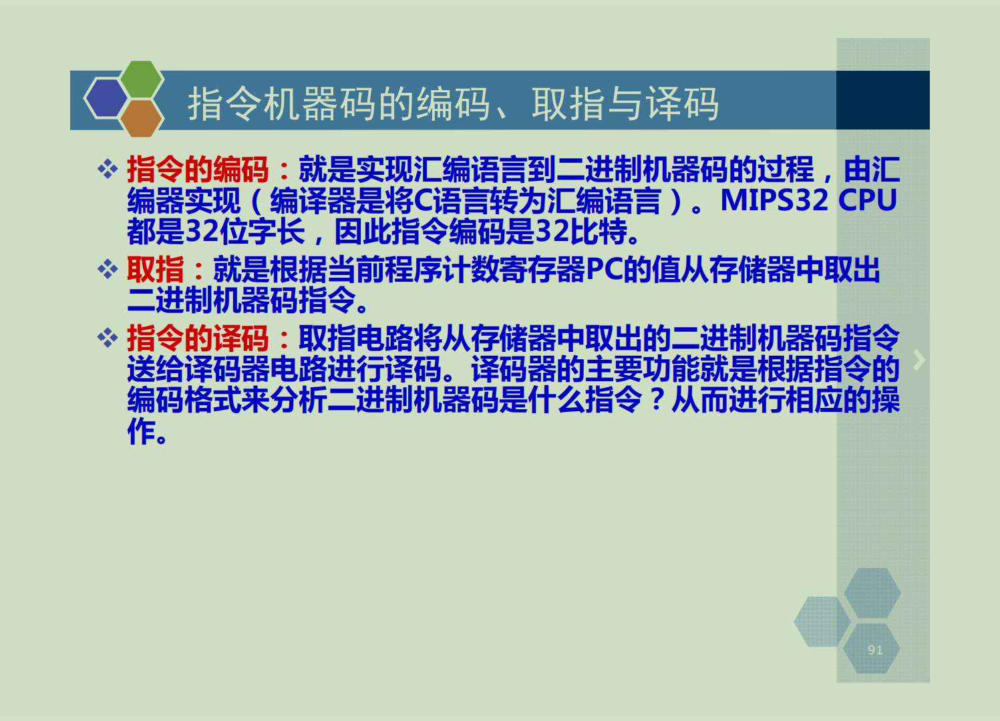 指令机器码的编码、取指与译码
指令的编码：就是实现汇编语言到二进制机器码的过程，由汇
编器实现（编译器是将C语言转为汇编语言）。MIPS32 CPU
都是32位字长，因此指令编码是32比特。
取指：就是根据当前程序计数寄存器PC的值从存储器中取出
二进制机器码指令。
指令的译码：取指电路将从存储器中取出的二进制机器码指令
送给译码器电路进行译码。译码器的主要功能就是根据指令的
编码格式来分析二进制机器码是什么指令？从而进行相应的操
作。
91